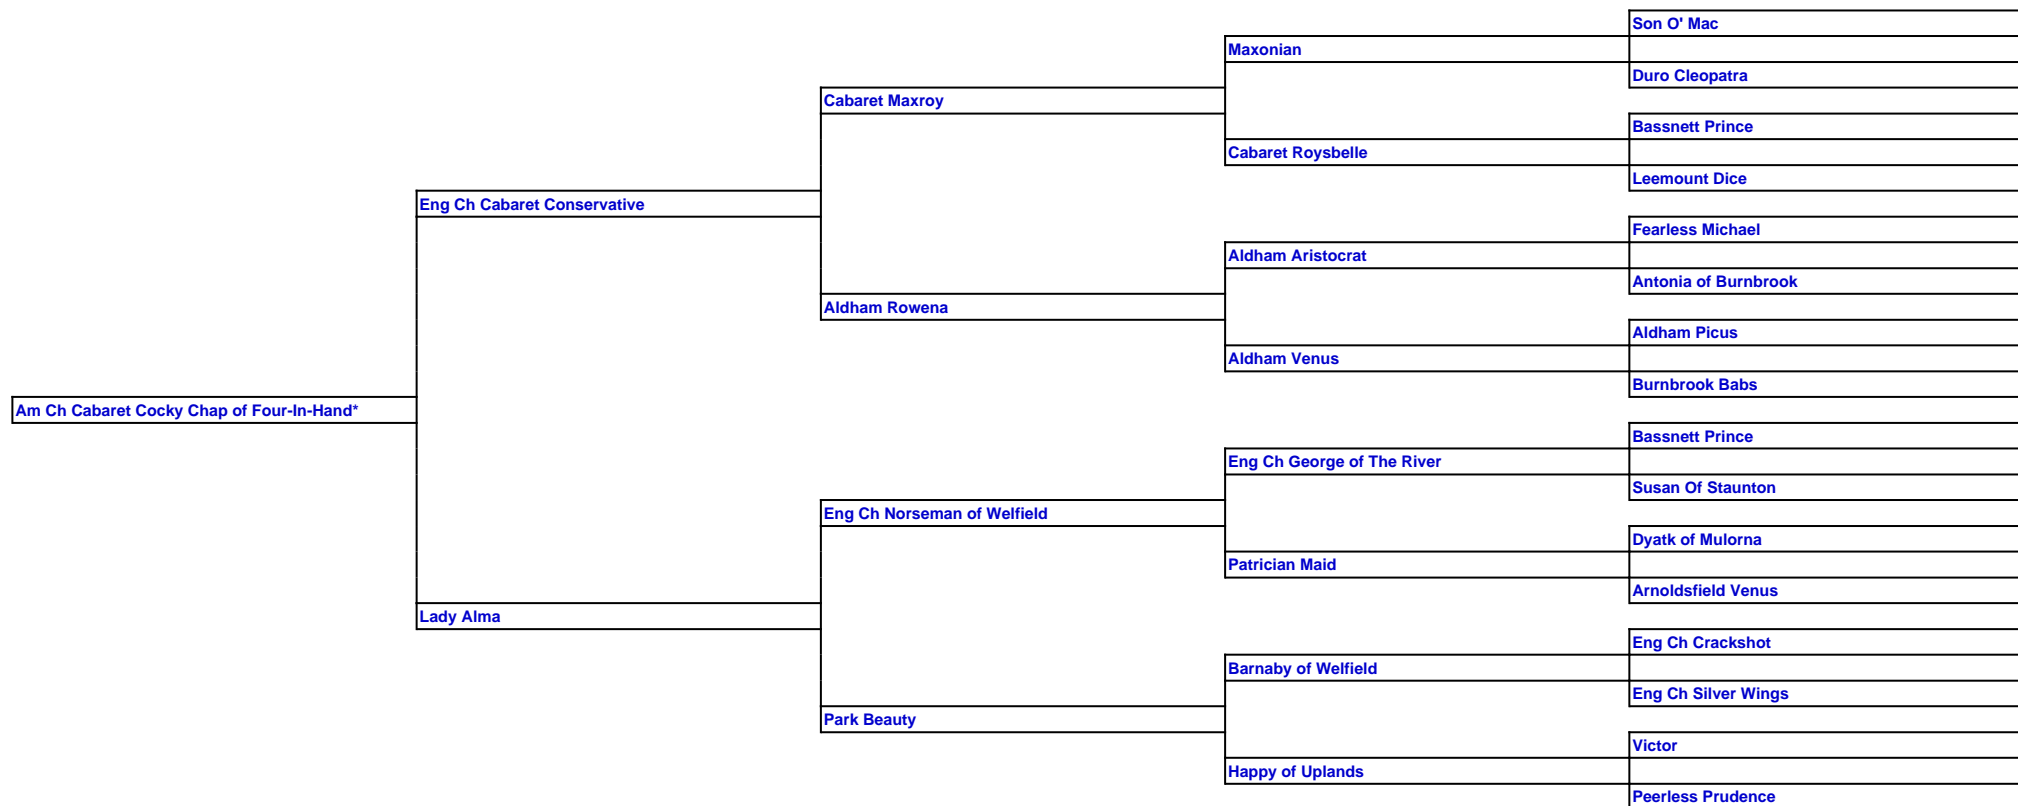 Son O' Mac
Maxonian
Duro Cleopatra
Cabaret Maxroy
Bassnett Prince
Cabaret Roysbelle
Leemount Dice
Eng Ch Cabaret Conservative
Fearless Michael
Aldham Aristocrat
Antonia of Burnbrook
Aldham Rowena
Aldham Picus
Aldham Venus
Burnbrook Babs
Am Ch Cabaret Cocky Chap of Four-In-Hand*
Bassnett Prince
Eng Ch George of The River
Susan Of Staunton
Eng Ch Norseman of Welfield
Dyatk of Mulorna
Patrician Maid
Arnoldsfield Venus
Lady Alma
Eng Ch Crackshot
Barnaby of Welfield
Eng Ch Silver Wings
Park Beauty
Victor
Happy of Uplands
Peerless Prudence